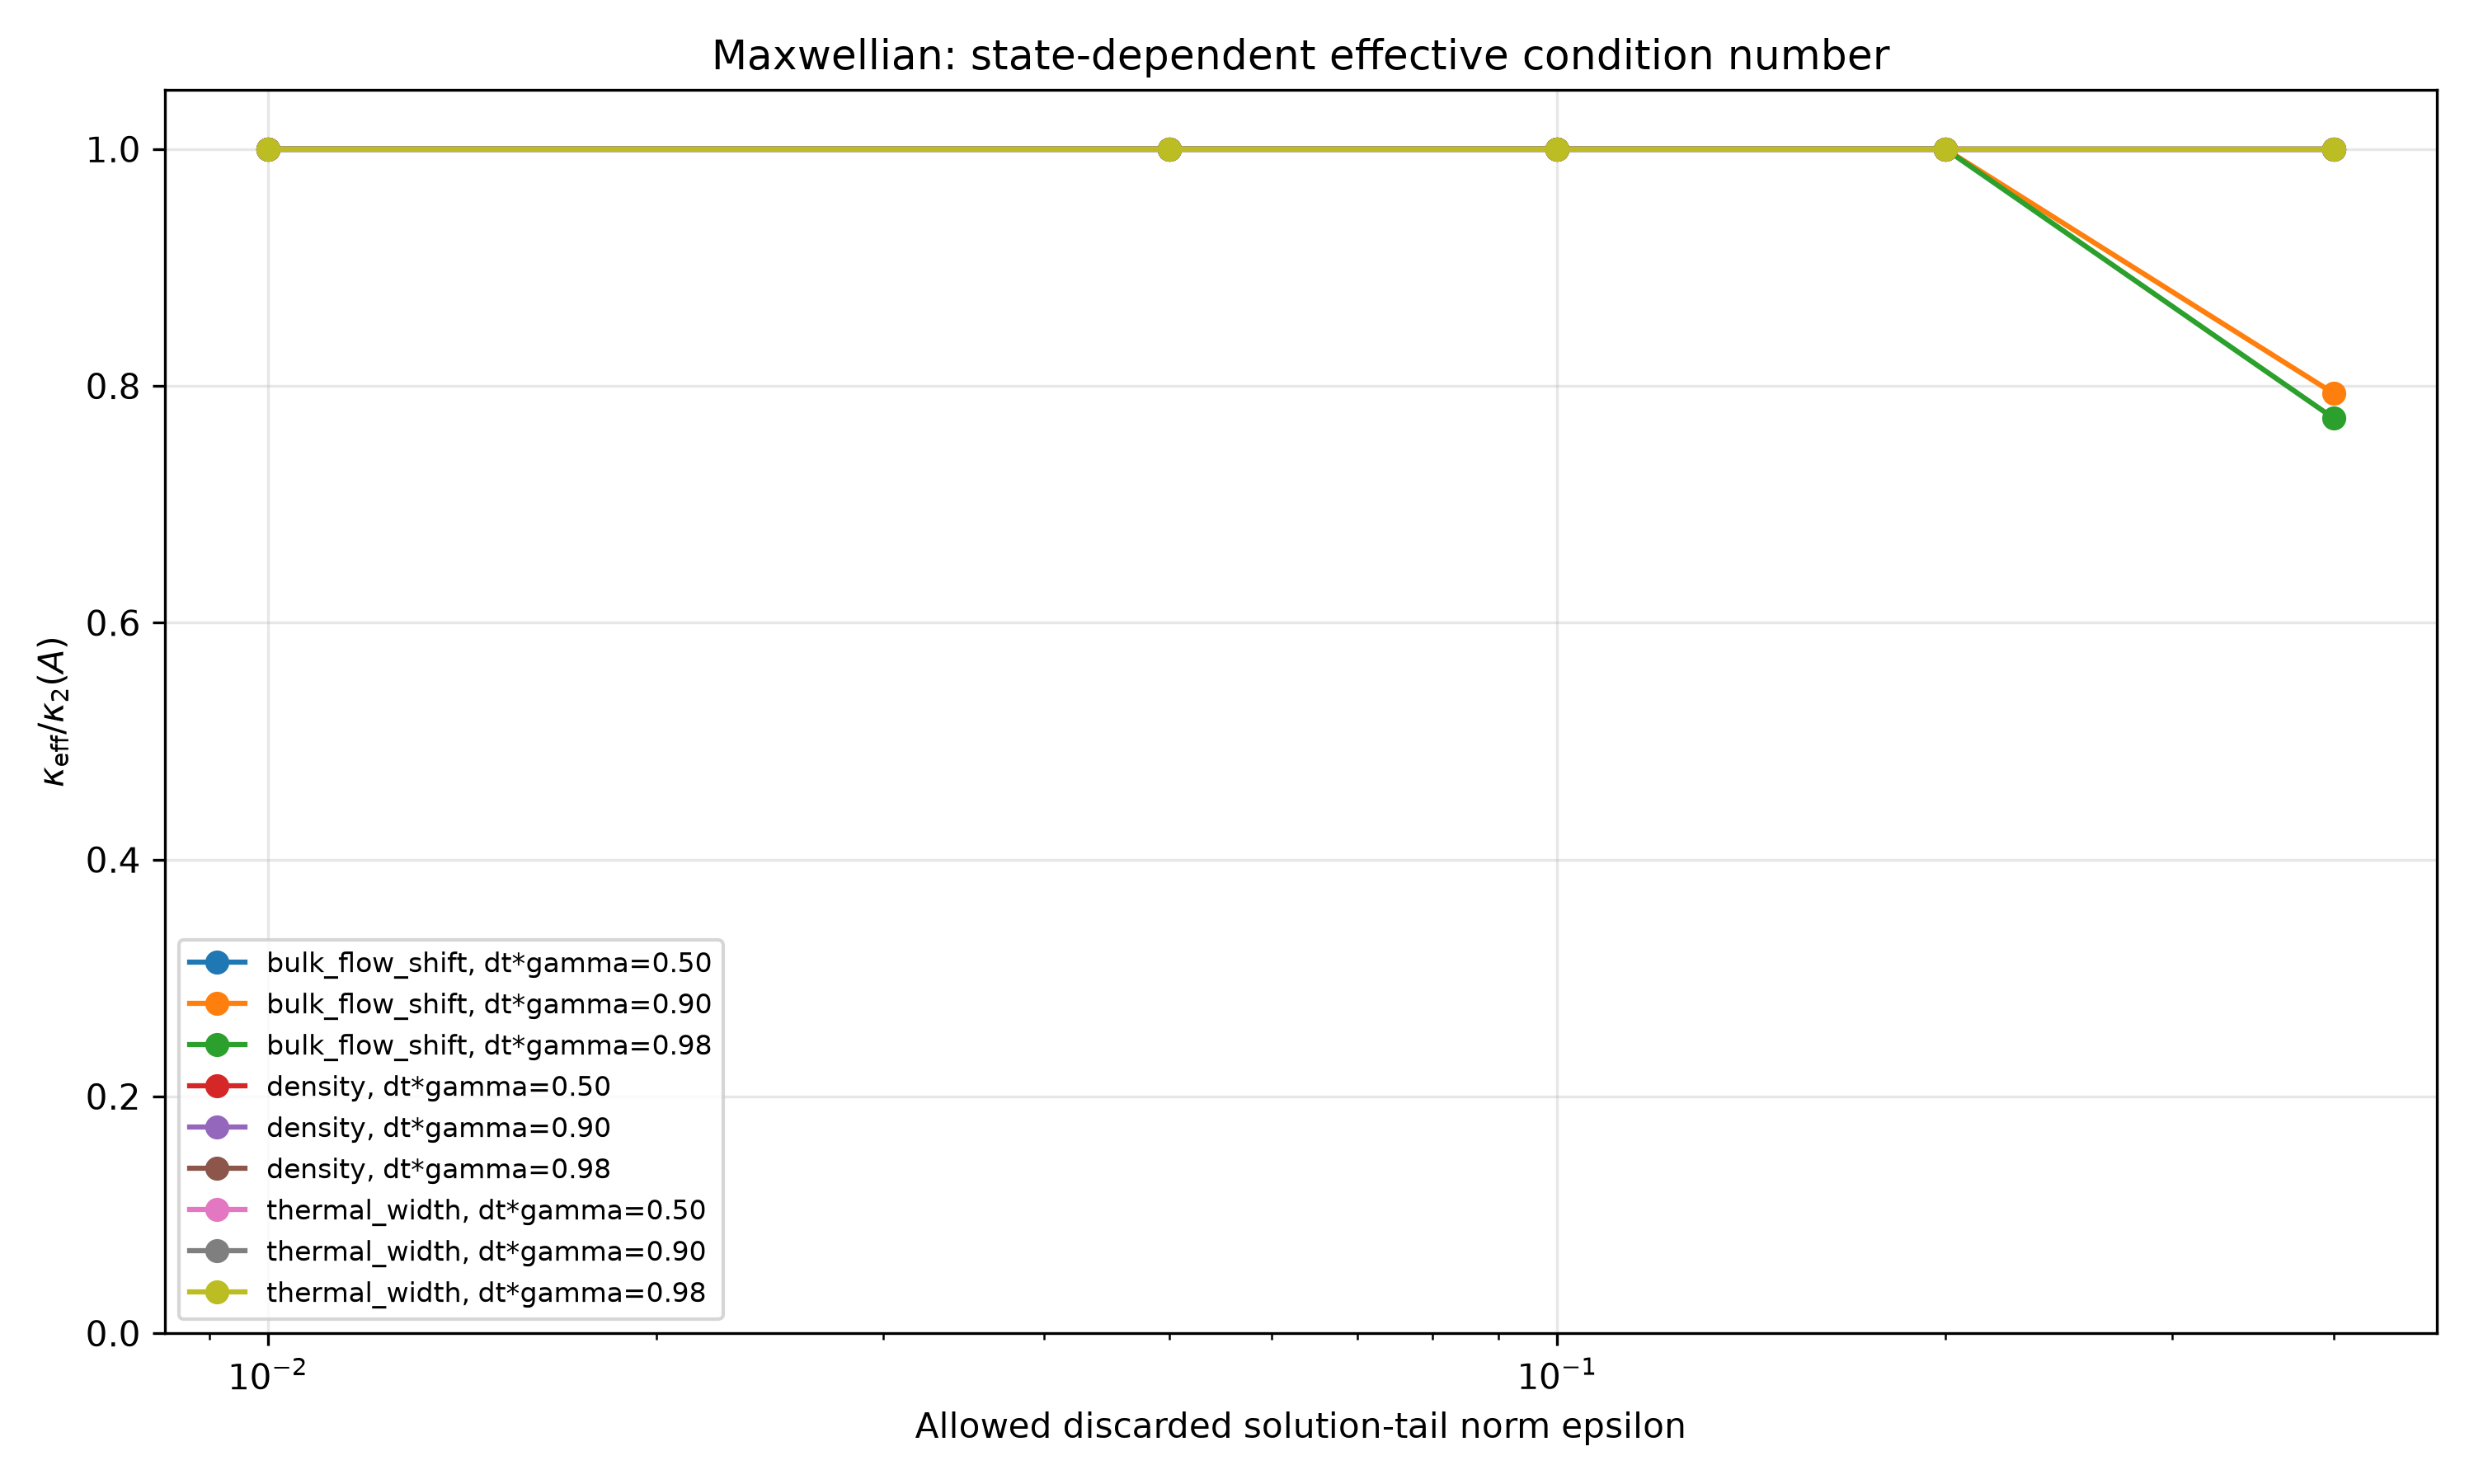 Maxwellian: state-dependent effective condition number
κeff/κ2(A)
1.0
0.8
0.6
0.4
0.2
0.0
bulk_flow_shift, dt*gamma=0.50
bulk_flow_shift, dt*gamma=0.90
bulk_flow_shift, dt*gamma=0.98
density, dt*gamma=0.50
density, dt*gamma=0.90
density, dt*gamma=0.98
thermal_width, dt*gamma=0.50
thermal_width, dt*gamma=0.90
thermal_width, dt*gamma=0.98
10⁻² 10⁻¹
Allowed discarded solution-tail norm epsilon